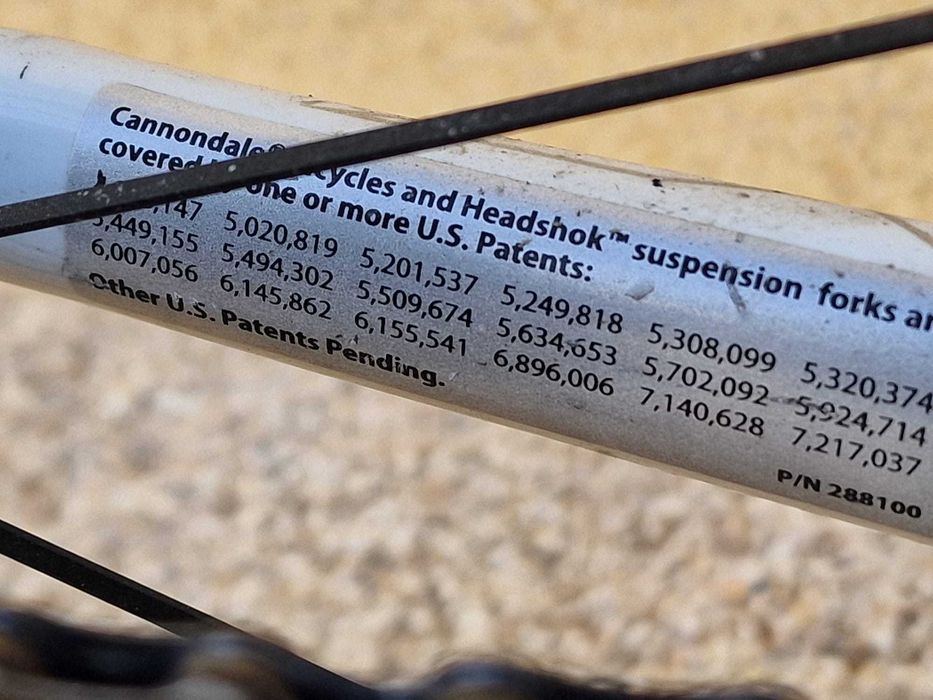 Cannondale® cycles and Headshok™ suspension forks
covered one or more U.S. Patents:
5,020,819 5,201,537 5,249,818 5,308,099 5,320,374
5,449,155 5,494,302 5,509,674 5,634,653 5,702,092 5,924,714
6,007,056 6,145,862 6,155,541 6,896,006 7,140,628 7,217,037
Other U.S. Patents Pending.
P/N 288100